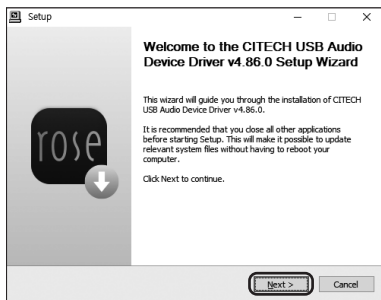 Setup
Welcome to the CITECH USB Audio
Device Driver v4.86.0 Setup Wizard
This wizard will guide you through the installation of CITECH
USB Audio Device Driver v4.86.0.
It is recommended that you close all other applications
before starting Setup. This will make it possible to update
relevant system files without having to reboot your
computer.
Click Next to continue.
rose
Next >
Cancel